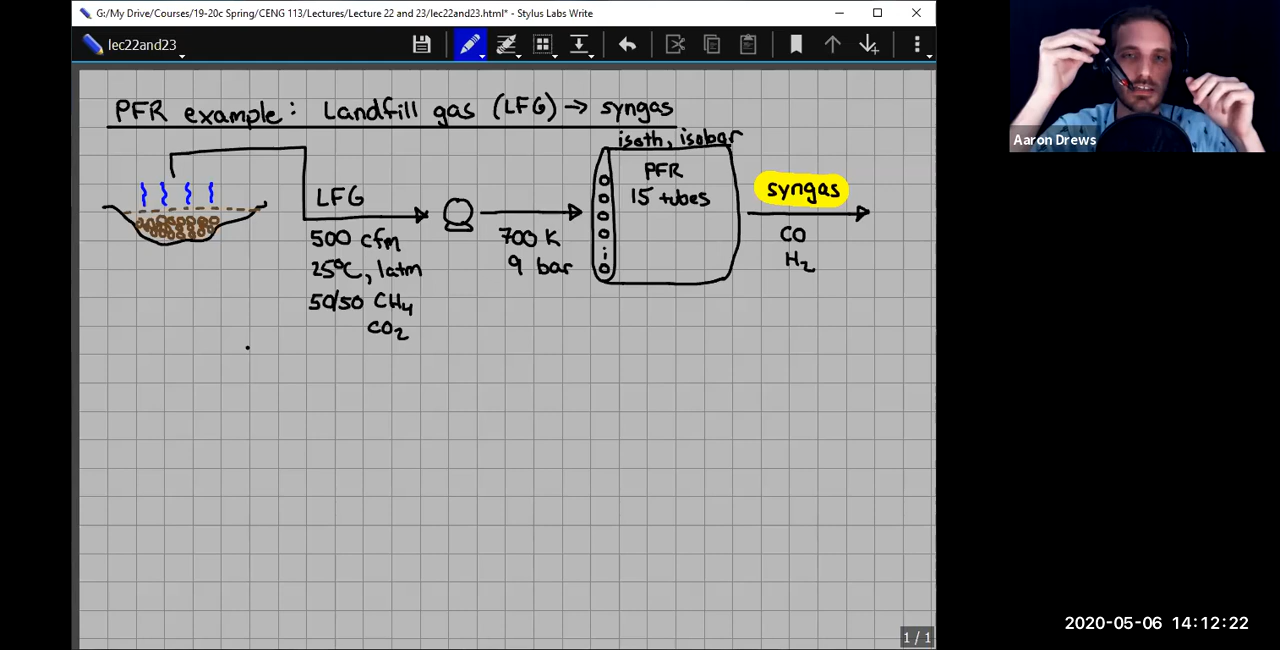 G:/My Drive/Courses/19-20c Spring/CENG 113/Lectures/Lecture 22 and 23/lec22and23.html* - Stylus Labs Write
lec22and23
Aaron Drews
PFR example: Landfill gas (LFG) → syngas
isoth, isobar
PFR
15 tubes
LFG
500 cfm
25°C, 1atm
50/50 CH4
CO2
700 K
9 bar
syngas
CO
H2
1 / 1
2020-05-06 14:12:22